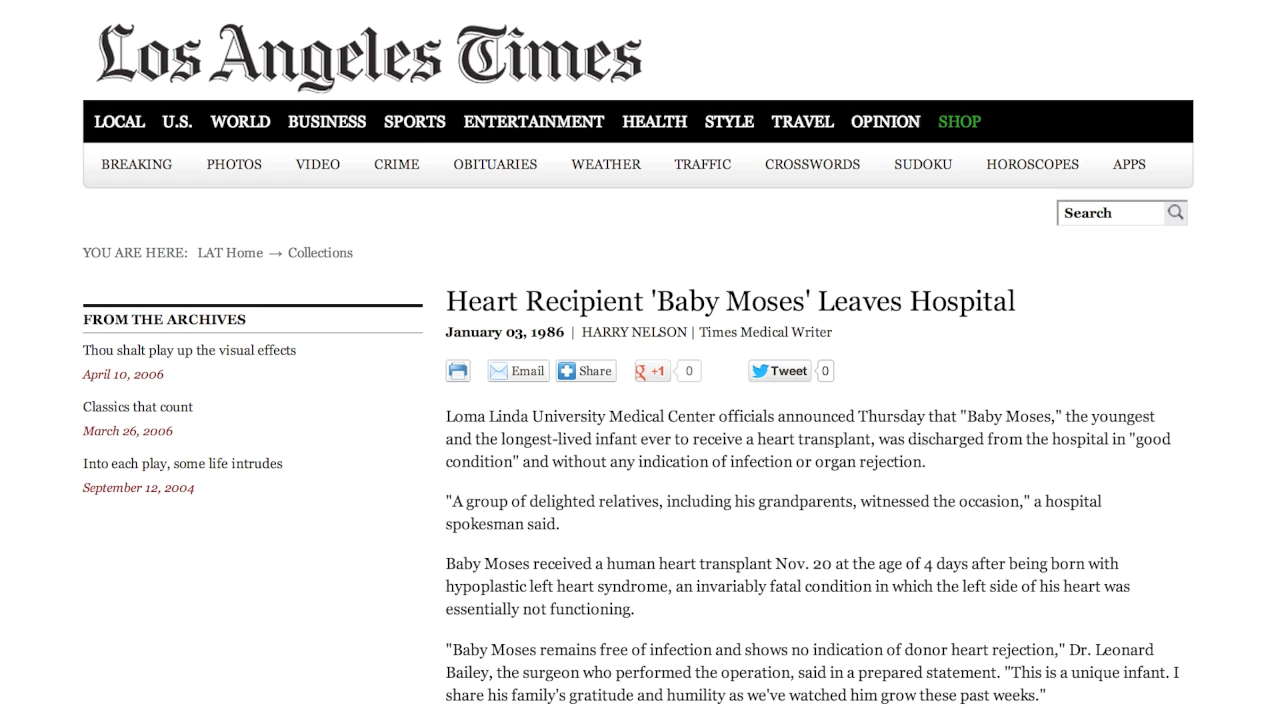 Los Angeles Times
LOCAL U.S. WORLD BUSINESS SPORTS ENTERTAINMENT HEALTH STYLE TRAVEL OPINION SHOP
BREAKING PHOTOS VIDEO CRIME OBITUARIES WEATHER TRAFFIC CROSSWORDS SUDOKU HOROSCOPES APPS
Search
YOU ARE HERE: LAT Home → Collections
FROM THE ARCHIVES
Thou shalt play up the visual effects
April 10, 2006
Classics that count
March 26, 2006
Into each play, some life intrudes
September 12, 2004
Heart Recipient 'Baby Moses' Leaves Hospital
January 03, 1986 | HARRY NELSON | Times Medical Writer
Email Share g +1 0 Tweet 0
Loma Linda University Medical Center officials announced Thursday that "Baby Moses," the youngest
and the longest-lived infant ever to receive a heart transplant, was discharged from the hospital in "good
condition" and without any indication of infection or organ rejection.
"A group of delighted relatives, including his grandparents, witnessed the occasion," a hospital
spokesman said.
Baby Moses received a human heart transplant Nov. 20 at the age of 4 days after being born with
hypoplastic left heart syndrome, an invariably fatal condition in which the left side of his heart was
essentially not functioning.
"Baby Moses remains free of infection and shows no indication of donor heart rejection," Dr. Leonard
Bailey, the surgeon who performed the operation, said in a prepared statement. "This is a unique infant. I
share his family's gratitude and humility as we've watched him grow these past weeks."